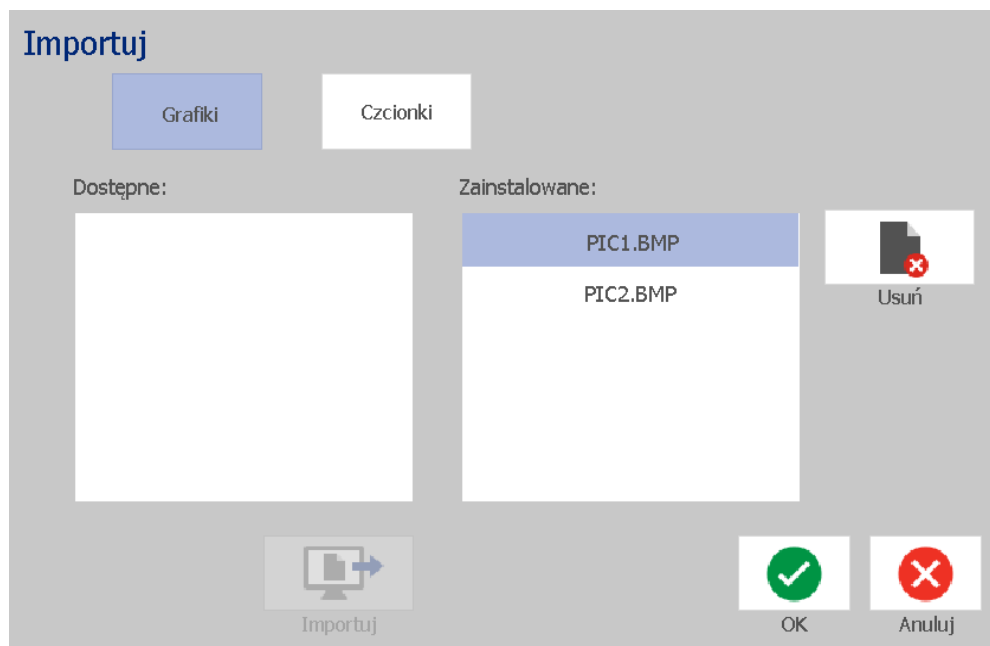 Importuj
Grafiki
Czcionki
Dostępne:
Zainstalowane:
PIC1.BMP
PIC2.BMP
Usuń
Importuj
OK
Anuluj